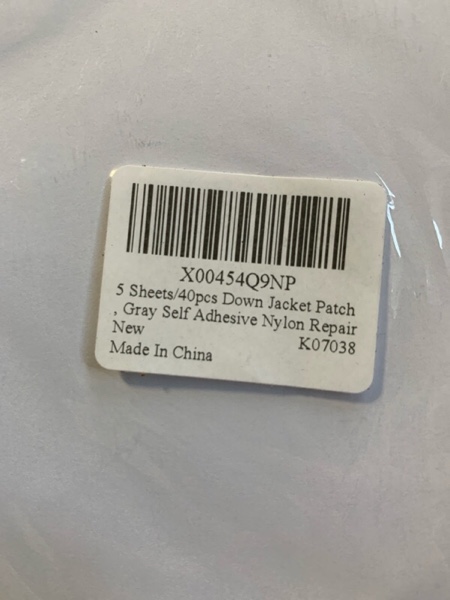 X00454Q9NP
5 Sheets/40pcs Down Jacket Patch
, Gray Self Adhesive Nylon Repair
New K07038
Made In China